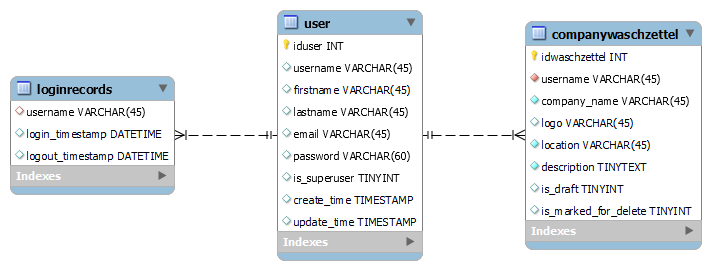 loginrecords
username VARCHAR(45)
login_timestamp DATETIME
logout_timestamp DATETIME
Indexes
user
iduser INT
username VARCHAR(45)
firstname VARCHAR(45)
lastname VARCHAR(45)
email VARCHAR(45)
password VARCHAR(60)
is_superuser TINYINT
create_time TIMESTAMP
update_time TIMESTAMP
Indexes
companywaschzettel
idwaschzettel INT
username VARCHAR(45)
company_name VARCHAR(45)
logo VARCHAR(45)
location VARCHAR(45)
description TINYTEXT
is_draft TINYINT
is_marked_for_delete TINYINT
Indexes